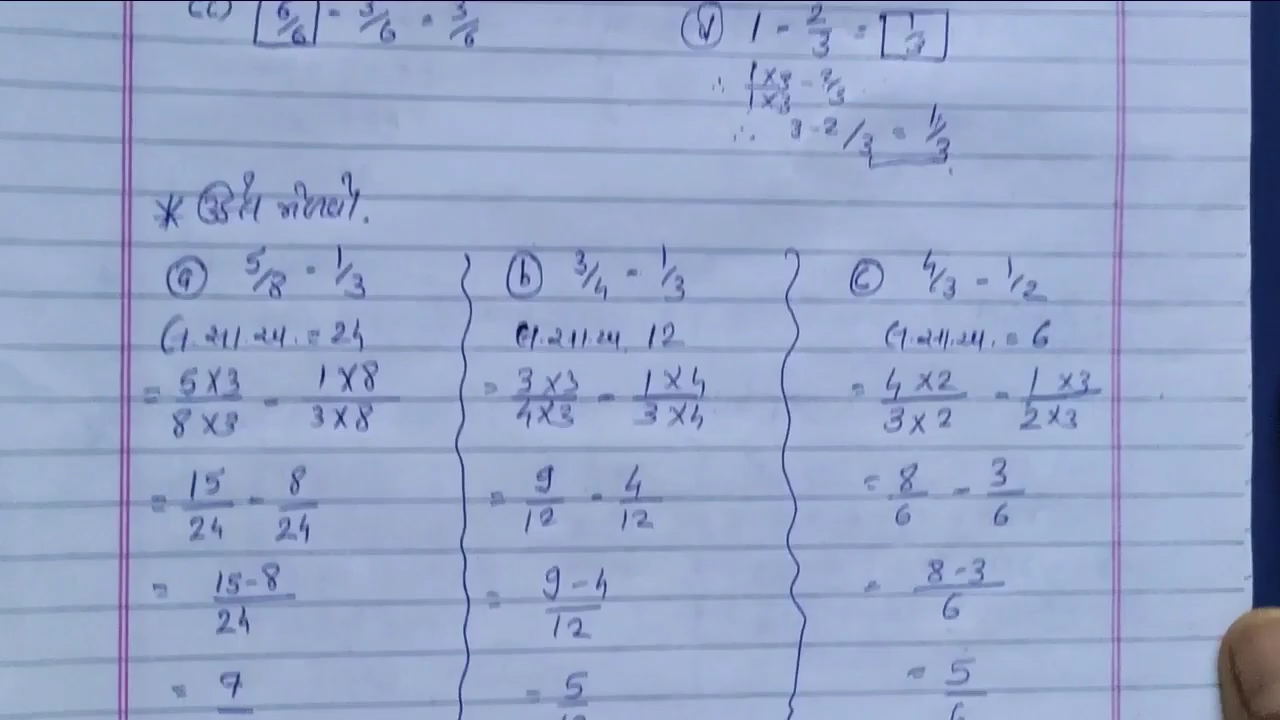 (c) 6/6 - 3/6 = 3/6
(d) 1 - 2/3 = 1/3
∴ 1×3/1×3 - 2/3
∴ 3-2/3 = 1/3
(a) 5/8 - 1/3
લ.સા.અ. = 24
= 5×3/8×3 - 1×8/3×8
= 15/24 - 8/24
= 15-8/24
= 7
(b) 3/4 - 1/3
લ.સા.અ. 12
= 3×3/4×3 - 1×4/3×4
= 9/12 - 4/12
= 9-4/12
= 5/12
(c) 4/3 - 1/2
લ.સા.અ. = 6
= 4×2/3×2 - 1×3/2×3
= 8/6 - 3/6
= 8-3/6
= 5/6